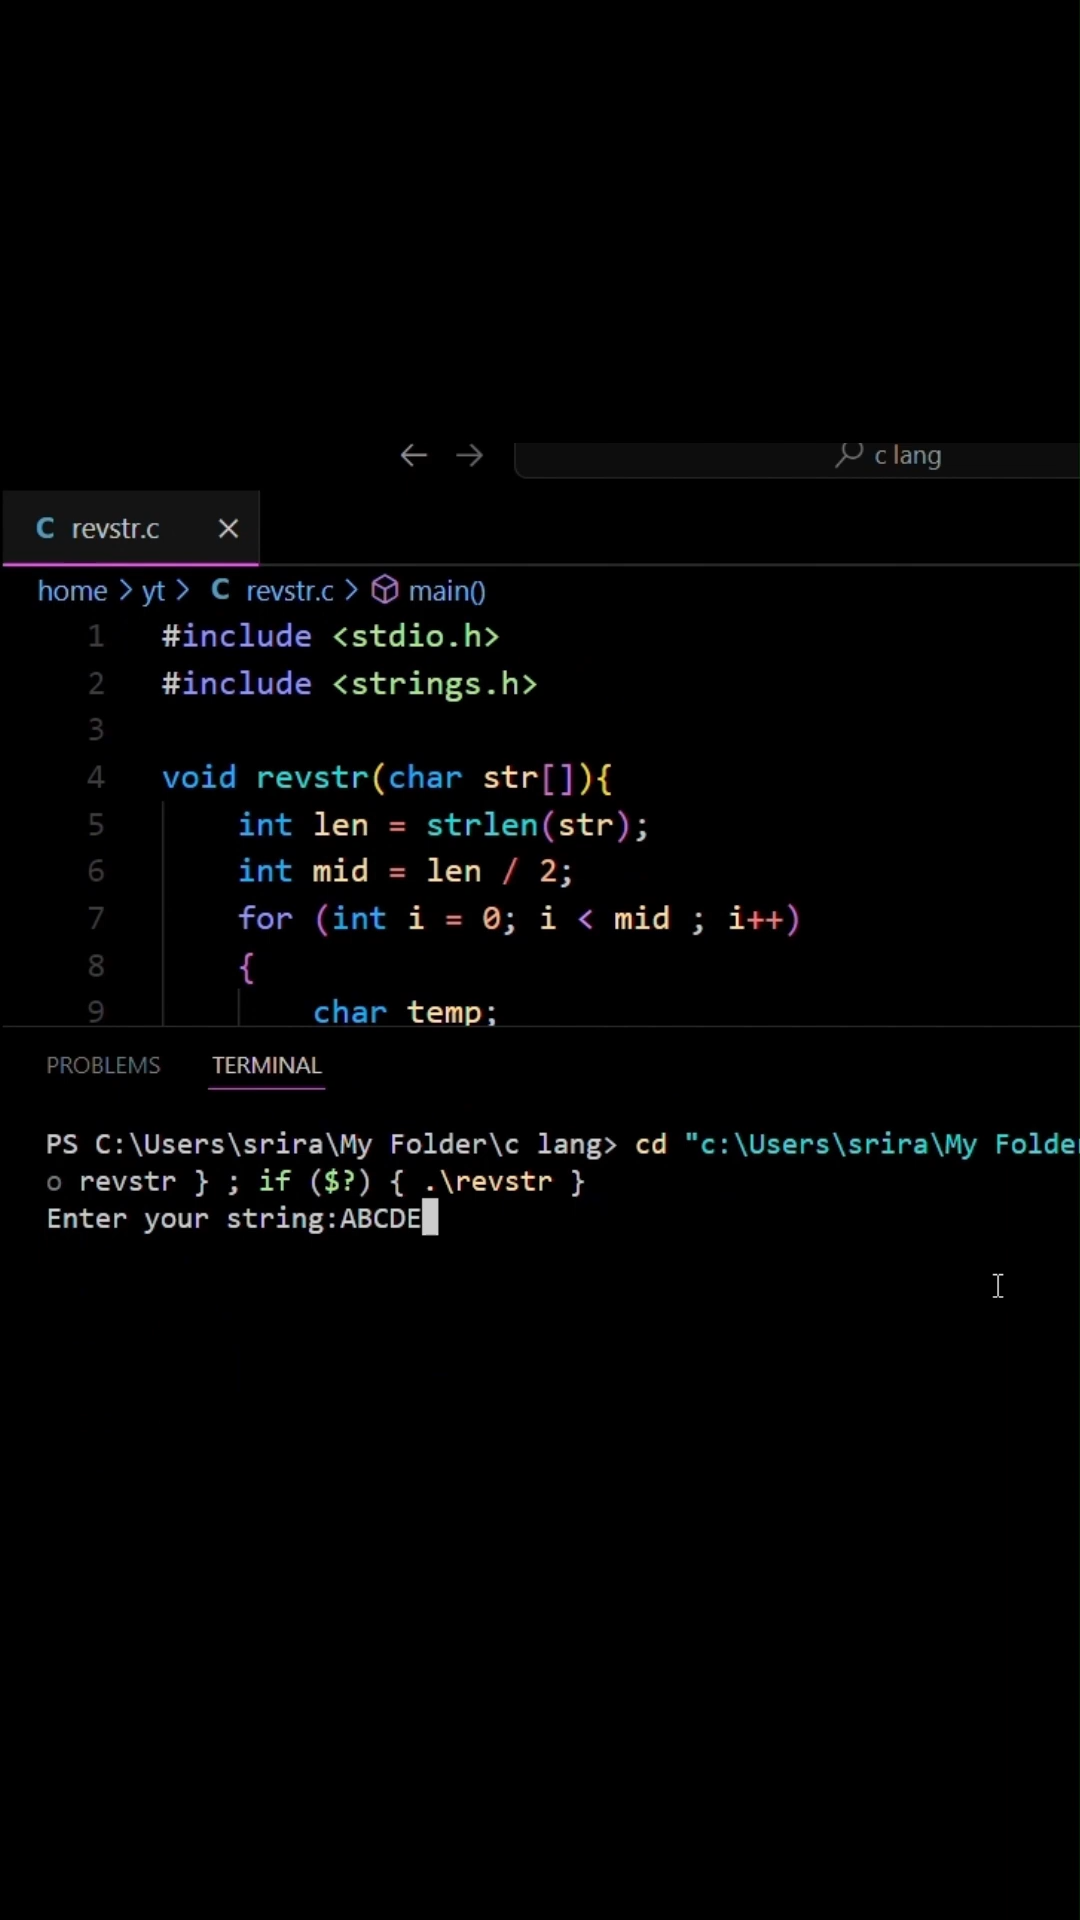 c lang
C revstr.c ×
home > yt > C revstr.c > main()
1 #include <stdio.h>
2 #include <strings.h>
3
4 void revstr(char str[]){
5 int len = strlen(str);
6 int mid = len / 2;
7 for (int i = 0; i < mid ; i++)
8 {
9 char temp;
PROBLEMS TERMINAL
PS C:\Users\srira\My Folder\c lang> cd "c:\Users\srira\My Folde
o revstr } ; if ($?) { .\revstr }
Enter your string:ABCDE